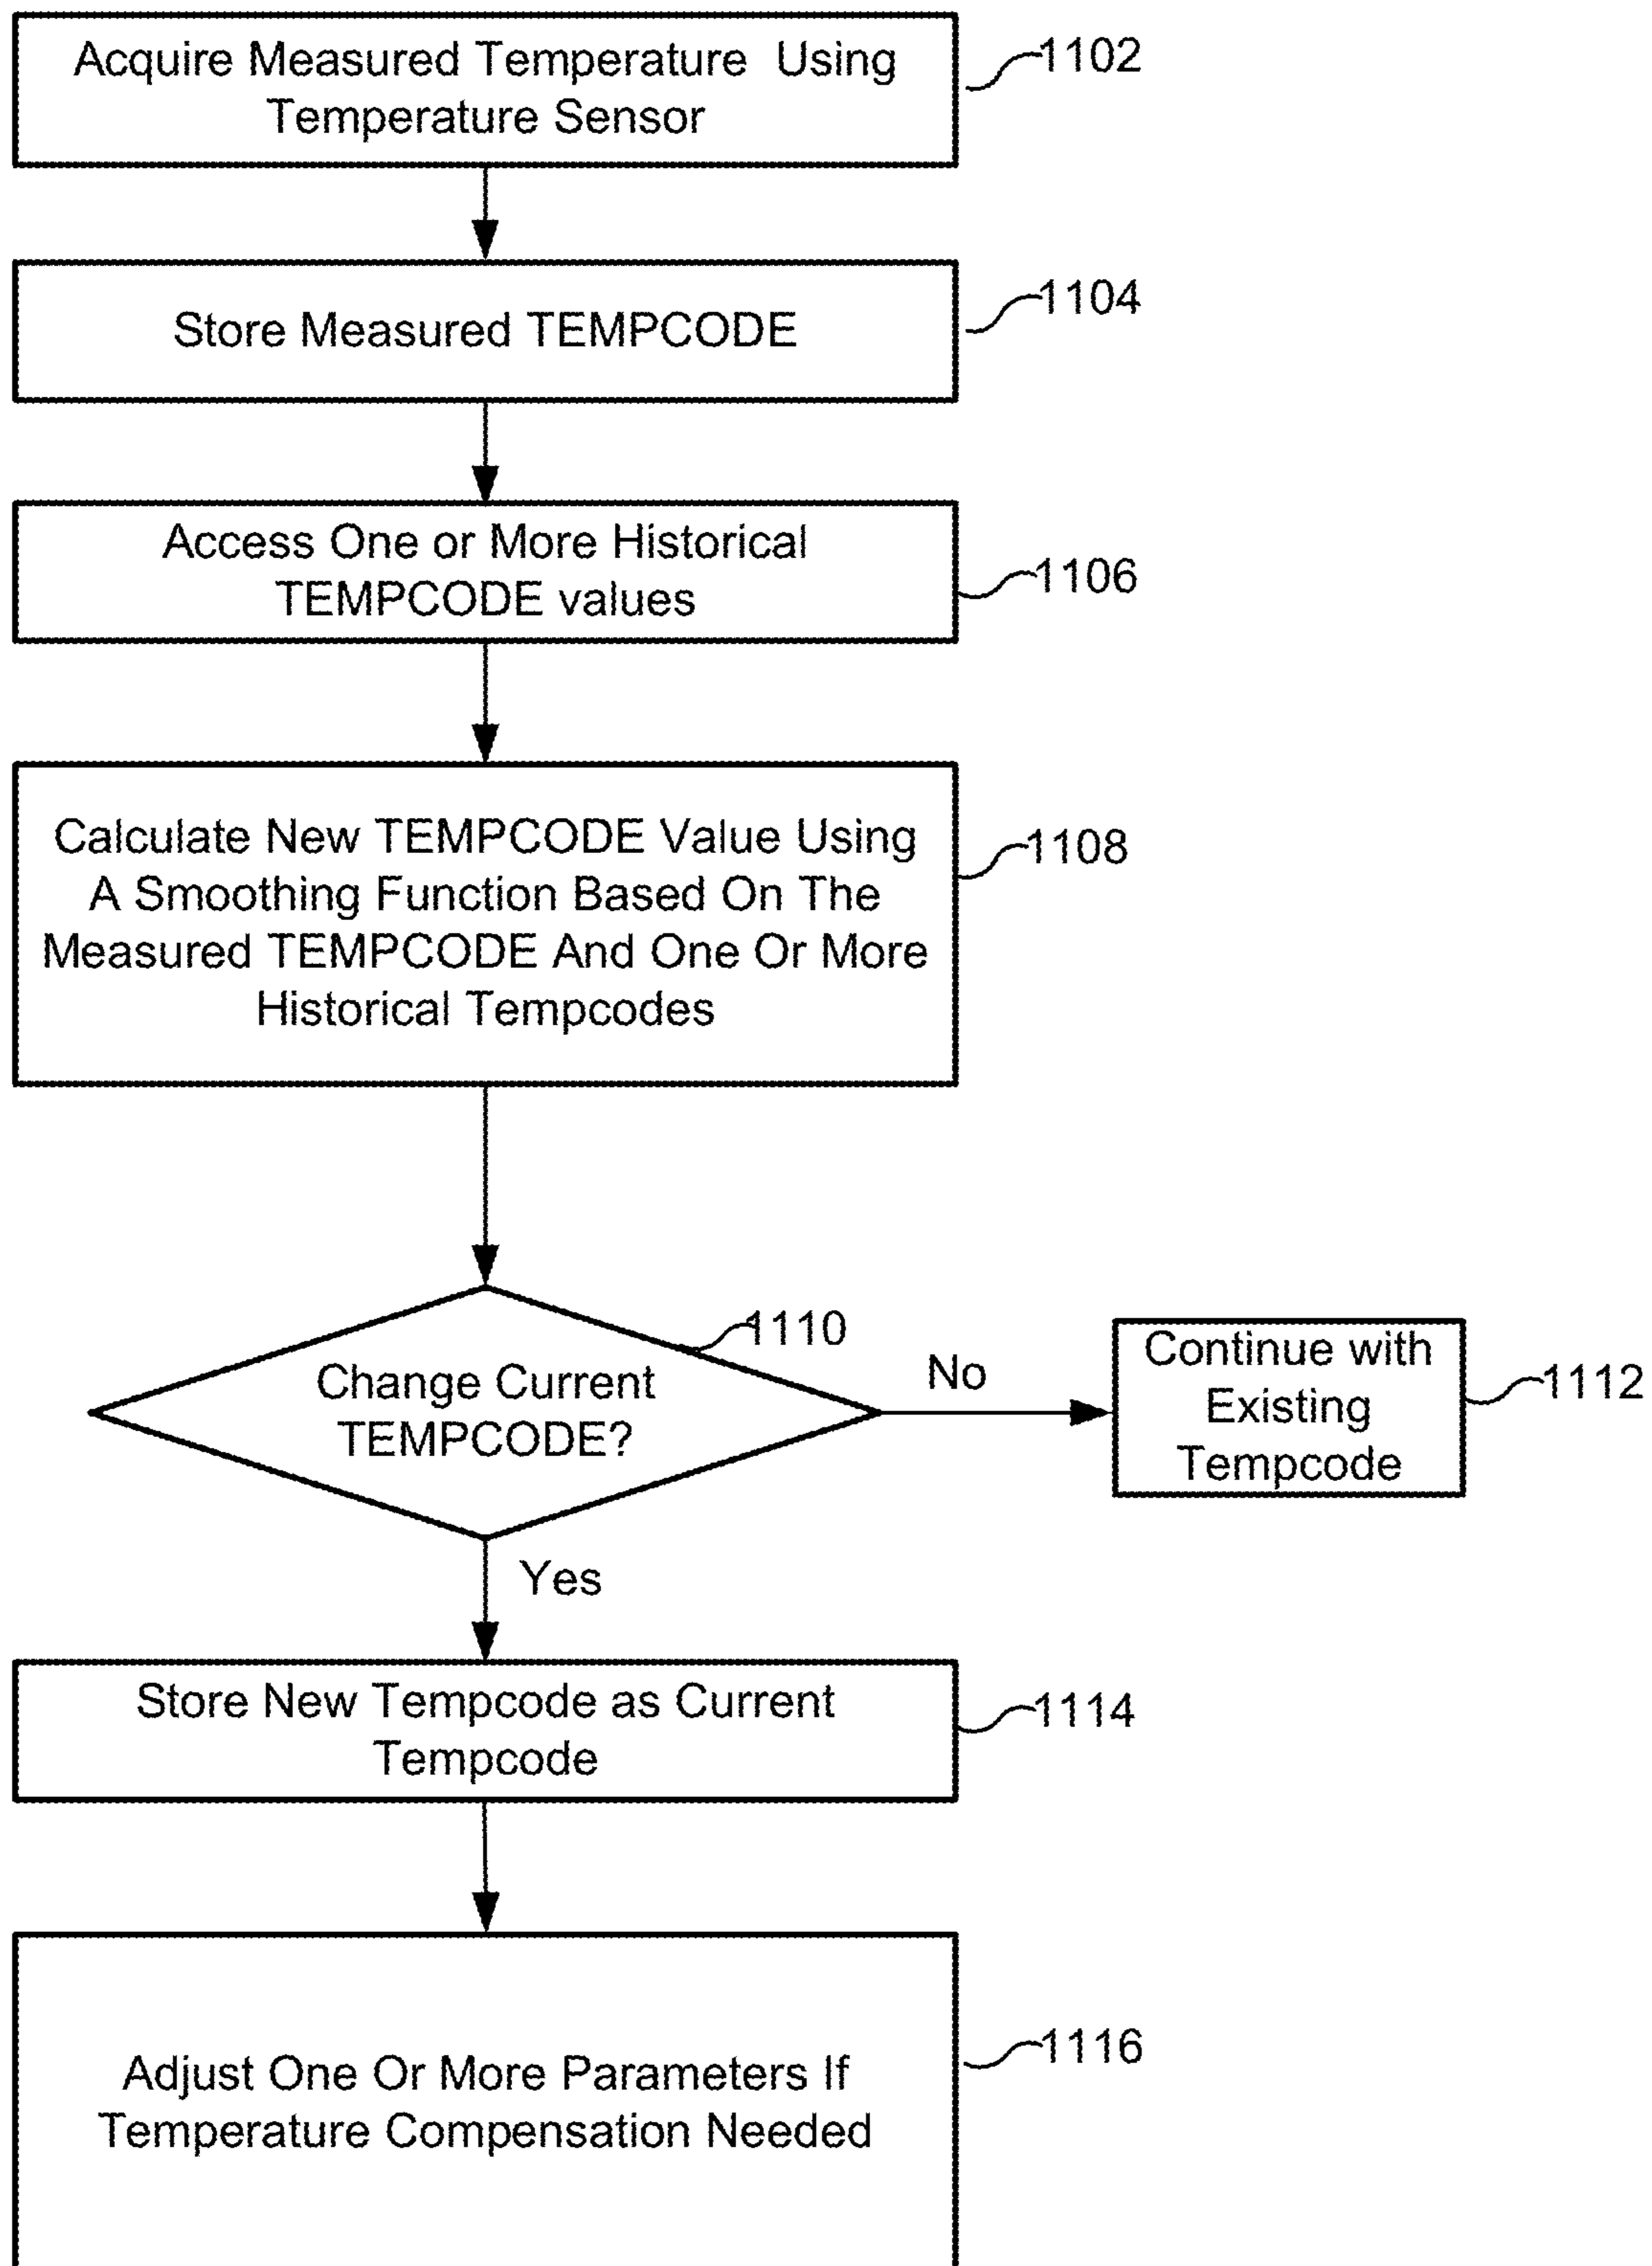 Acquire Measured Temperature Using
Temperature Sensor
1102
Store Measured TEMPCODE
1104
Access One or More Historical
TEMPCODE values
1106
Calculate New TEMPCODE Value Using
A Smoothing Function Based On The
Measured TEMPCODE And One Or More
Historical Tempcodes
1108
Change Current
TEMPCODE?
1110
No
Continue with
Existing
Tempcode
1112
Yes
Store New Tempcode as Current
Tempcode
1114
Adjust One Or More Parameters If
Temperature Compensation Needed
1116